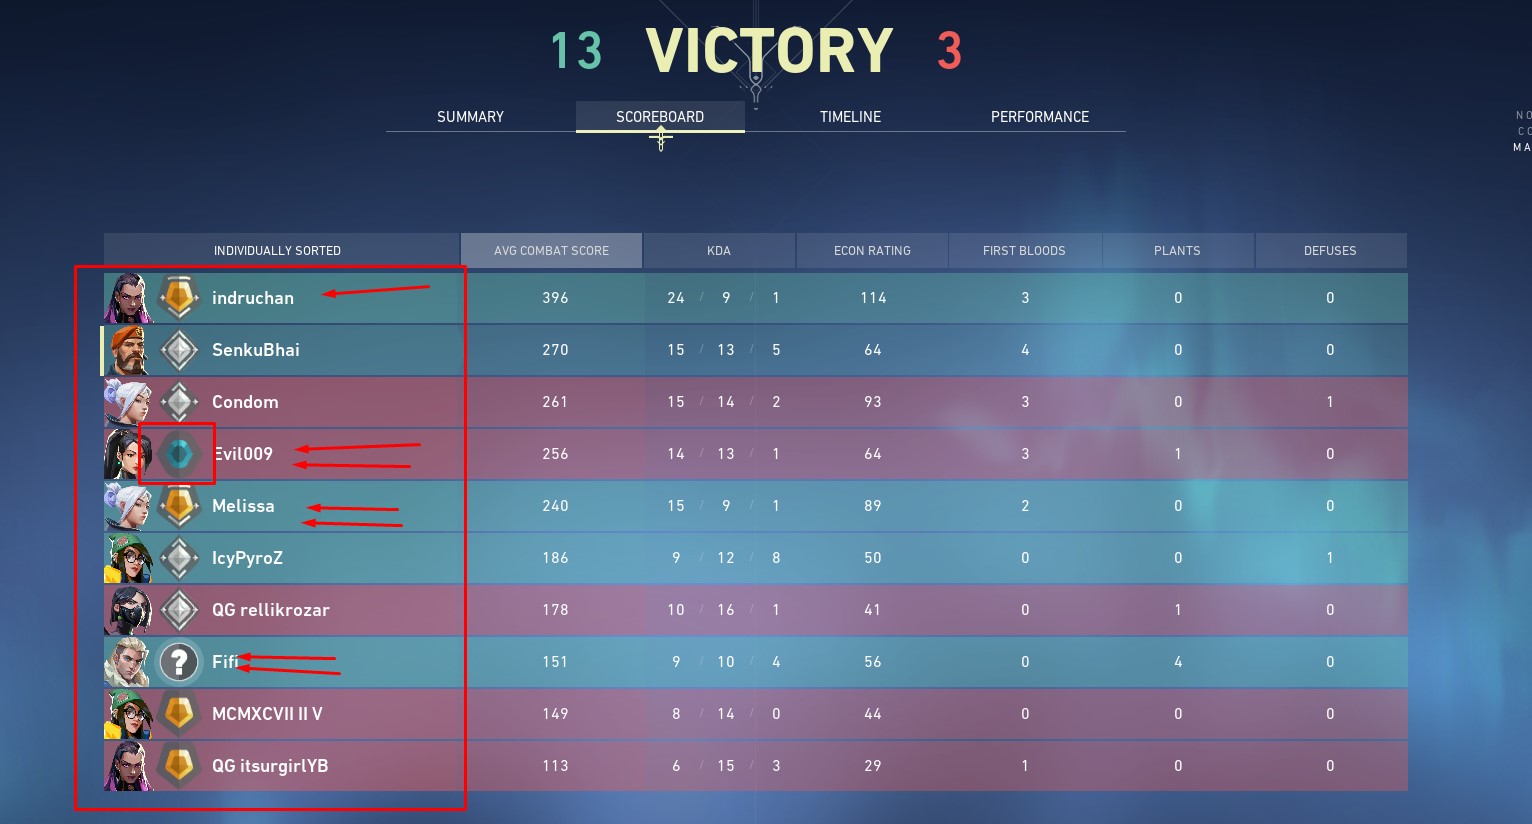 13 VICTORY 3
SUMMARY SCOREBOARD TIMELINE PERFORMANCE
INDIVIDUALLY SORTED AVG COMBAT SCORE KDA ECON RATING FIRST BLOODS PLANTS DEFUSES
indruchan 396 24 / 9 / 1 114 3 0 0
SenkuBhai 270 15 / 13 / 5 64 4 0 0
Condom 261 15 / 14 / 2 93 3 0 1
Evil009 256 14 / 13 / 1 64 3 1 0
Melissa 240 15 / 9 / 1 89 2 0 0
IcyPyroZ 186 9 / 12 / 8 50 0 0 1
QG rellikrozar 178 10 / 16 / 1 41 0 1 0
? Fifi 151 9 / 10 / 4 56 0 4 0
MCMXCVII II V 149 8 / 14 / 0 44 0 0 0
QG itsurgirlYB 113 6 / 15 / 3 29 1 0 0